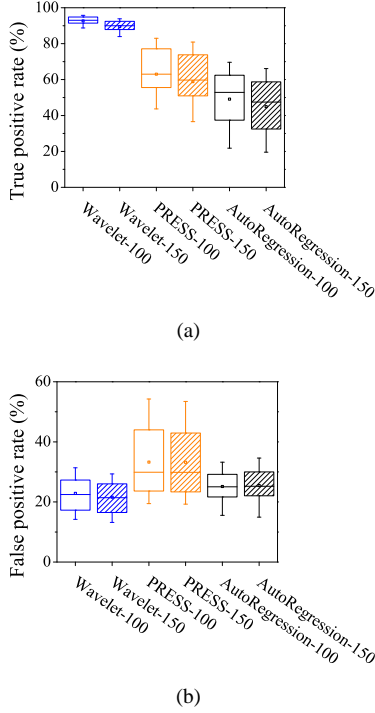 True positive rate (%)
100
80
60
40
20
0
Wavelet-100
Wavelet-150
PRESS-100
PRESS-150
AutoRegression-100
AutoRegression-150
(a)
False positive rate (%)
60
40
20
0
Wavelet-100
Wavelet-150
PRESS-100
PRESS-150
AutoRegression-100
AutoRegression-150
(b)